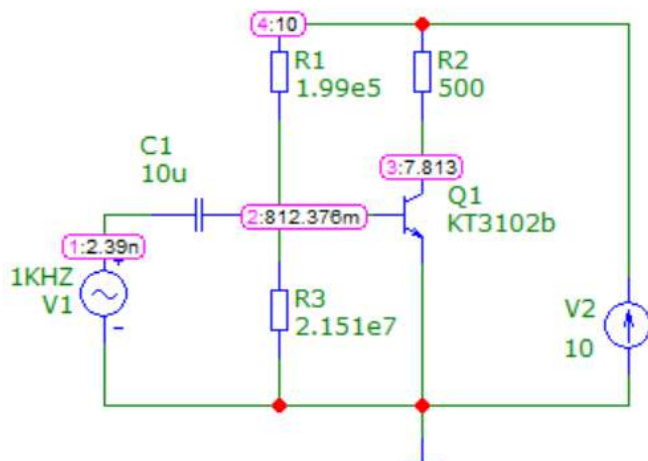 4:10
R1
1.99e5
R2
500
C1
10u
3:7.813
Q1
KT3102b
2:812.376m
1:2.39n
+
1KHZ
V1
-
R3
2.151e7
V2
10